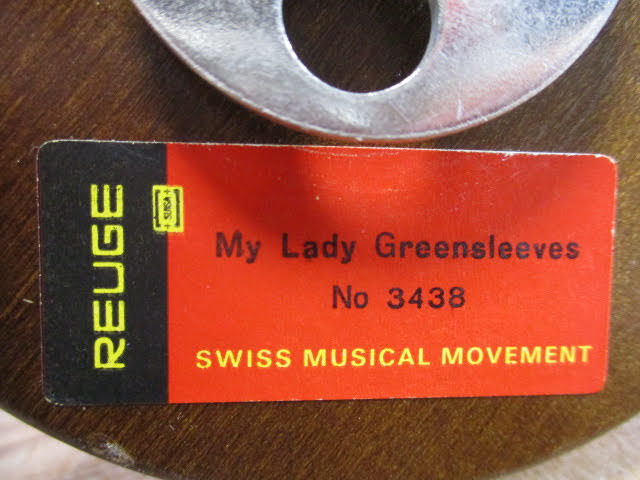 REUGE
My Lady Greensleeves
No 3438
SWISS MUSICAL MOVEMENT